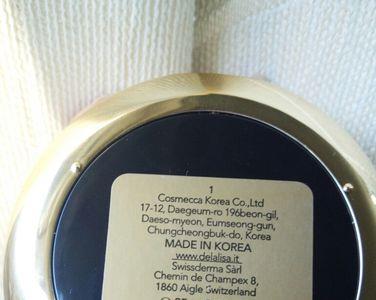 1
Cosmecca Korea Co.,Ltd
17-12, Daegeum-ro 196beon-gil,
Daeso-myeon, Eumseong-gun,
Chungcheongbuk-do, Korea
MADE IN KOREA
www.delalisa.it
Swissderma Sàrl
Chemin de Champex 8,
1860 Aigle Switzerland